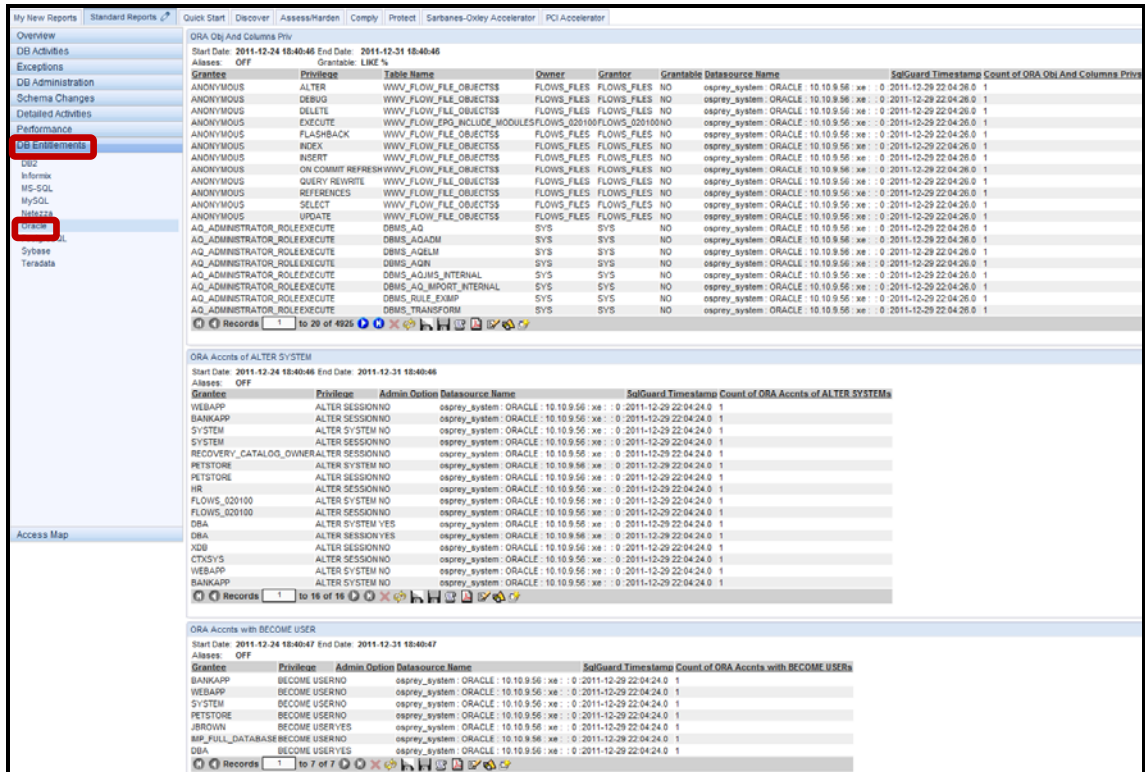 My New Reports Standard Reports Quick Start Discover Assess/Harden Comply Protect Sarbanes-Oxley Accelerator PCI Accelerator
Overview
DB Activities
Exceptions
DB Administration
Schema Changes
Detailed Activities
Performance
DB Entitlements
DB2
Informix
MS-SQL
MySQL
Netezza
Oracle
Sybase
Teradata
Access Map
ORA Obj And Columns Priv
Start Date: 2011-12-24 18:40:46 End Date: 2011-12-31 18:40:46
Aliases: OFF Grantable: LIKE %
Grantee Privilege Table Name Owner Grantor Grantable Datasource Name SqlGuard Timestamp Count of ORA Obj And Columns Privs
ANONYMOUS ALTER WWV_FLOW_FILE_OBJECTS$ FLOWS_FILES FLOWS_FILES NO osprey_system : ORACLE : 10.10.9.56 : xe : : 0 :2011-12-29 22:04:26.0 1
ANONYMOUS DEBUG WWV_FLOW_FILE_OBJECTS$ FLOWS_FILES FLOWS_FILES NO osprey_system : ORACLE : 10.10.9.56 : xe : : 0 :2011-12-29 22:04:26.0 1
ANONYMOUS DELETE WWV_FLOW_FILE_OBJECTS$ FLOWS_FILES FLOWS_FILES NO osprey_system : ORACLE : 10.10.9.56 : xe : : 0 :2011-12-29 22:04:26.0 1
ANONYMOUS EXECUTE WWV_FLOW_EPG_INCLUDE_MODULES FLOWS_020100 FLOWS_020100 NO osprey_system : ORACLE : 10.10.9.56 : xe : : 0 :2011-12-29 22:04:26.0 1
ANONYMOUS FLASHBACK WWV_FLOW_FILE_OBJECTS$ FLOWS_FILES FLOWS_FILES NO osprey_system : ORACLE : 10.10.9.56 : xe : : 0 :2011-12-29 22:04:26.0 1
ANONYMOUS INDEX WWV_FLOW_FILE_OBJECTS$ FLOWS_FILES FLOWS_FILES NO osprey_system : ORACLE : 10.10.9.56 : xe : : 0 :2011-12-29 22:04:26.0 1
ANONYMOUS INSERT WWV_FLOW_FILE_OBJECTS$ FLOWS_FILES FLOWS_FILES NO osprey_system : ORACLE : 10.10.9.56 : xe : : 0 :2011-12-29 22:04:26.0 1
ANONYMOUS ON COMMIT REFRESH WWV_FLOW_FILE_OBJECTS$ FLOWS_FILES FLOWS_FILES NO osprey_system : ORACLE : 10.10.9.56 : xe : : 0 :2011-12-29 22:04:26.0 1
ANONYMOUS QUERY REWRITE WWV_FLOW_FILE_OBJECTS$ FLOWS_FILES FLOWS_FILES NO osprey_system : ORACLE : 10.10.9.56 : xe : : 0 :2011-12-29 22:04:26.0 1
ANONYMOUS REFERENCES WWV_FLOW_FILE_OBJECTS$ FLOWS_FILES FLOWS_FILES NO osprey_system : ORACLE : 10.10.9.56 : xe : : 0 :2011-12-29 22:04:26.0 1
ANONYMOUS SELECT WWV_FLOW_FILE_OBJECTS$ FLOWS_FILES FLOWS_FILES NO osprey_system : ORACLE : 10.10.9.56 : xe : : 0 :2011-12-29 22:04:26.0 1
ANONYMOUS UPDATE WWV_FLOW_FILE_OBJECTS$ FLOWS_FILES FLOWS_FILES NO osprey_system : ORACLE : 10.10.9.56 : xe : : 0 :2011-12-29 22:04:26.0 1
AQ_ADMINISTRATOR_ROLE EXECUTE DBMS_AQ SYS SYS NO osprey_system : ORACLE : 10.10.9.56 : xe : : 0 :2011-12-29 22:04:26.0 1
AQ_ADMINISTRATOR_ROLE EXECUTE DBMS_AQADM SYS SYS NO osprey_system : ORACLE : 10.10.9.56 : xe : : 0 :2011-12-29 22:04:26.0 1
AQ_ADMINISTRATOR_ROLE EXECUTE DBMS_AQELM SYS SYS NO osprey_system : ORACLE : 10.10.9.56 : xe : : 0 :2011-12-29 22:04:26.0 1
AQ_ADMINISTRATOR_ROLE EXECUTE DBMS_AQIN SYS SYS NO osprey_system : ORACLE : 10.10.9.56 : xe : : 0 :2011-12-29 22:04:26.0 1
AQ_ADMINISTRATOR_ROLE EXECUTE DBMS_AQJMS_INTERNAL SYS SYS NO osprey_system : ORACLE : 10.10.9.56 : xe : : 0 :2011-12-29 22:04:26.0 1
AQ_ADMINISTRATOR_ROLE EXECUTE DBMS_AQ_IMPORT_INTERNAL SYS SYS NO osprey_system : ORACLE : 10.10.9.56 : xe : : 0 :2011-12-29 22:04:26.0 1
AQ_ADMINISTRATOR_ROLE EXECUTE DBMS_RULE_EXIMP SYS SYS NO osprey_system : ORACLE : 10.10.9.56 : xe : : 0 :2011-12-29 22:04:26.0 1
AQ_ADMINISTRATOR_ROLE EXECUTE DBMS_TRANSFORM SYS SYS NO osprey_system : ORACLE : 10.10.9.56 : xe : : 0 :2011-12-29 22:04:26.0 1
Records 1 to 20 of 4925
ORA Accnts of ALTER SYSTEM
Start Date: 2011-12-24 18:40:46 End Date: 2011-12-31 18:40:46
Aliases: OFF
Grantee Privilege Admin Option Datasource Name SqlGuard Timestamp Count of ORA Accnts of ALTER SYSTEMs
WEBAPP ALTER SESSION NO osprey_system : ORACLE : 10.10.9.56 : xe : : 0 :2011-12-29 22:04:24.0 1
BANKAPP ALTER SESSION NO osprey_system : ORACLE : 10.10.9.56 : xe : : 0 :2011-12-29 22:04:24.0 1
SYSTEM ALTER SYSTEM NO osprey_system : ORACLE : 10.10.9.56 : xe : : 0 :2011-12-29 22:04:24.0 1
SYSTEM ALTER SESSION NO osprey_system : ORACLE : 10.10.9.56 : xe : : 0 :2011-12-29 22:04:24.0 1
RECOVERY_CATALOG_OWNER ALTER SESSION NO osprey_system : ORACLE : 10.10.9.56 : xe : : 0 :2011-12-29 22:04:24.0 1
PETSTORE ALTER SYSTEM NO osprey_system : ORACLE : 10.10.9.56 : xe : : 0 :2011-12-29 22:04:24.0 1
PETSTORE ALTER SESSION NO osprey_system : ORACLE : 10.10.9.56 : xe : : 0 :2011-12-29 22:04:24.0 1
HR ALTER SESSION NO osprey_system : ORACLE : 10.10.9.56 : xe : : 0 :2011-12-29 22:04:24.0 1
FLOWS_020100 ALTER SYSTEM NO osprey_system : ORACLE : 10.10.9.56 : xe : : 0 :2011-12-29 22:04:24.0 1
FLOWS_020100 ALTER SESSION NO osprey_system : ORACLE : 10.10.9.56 : xe : : 0 :2011-12-29 22:04:24.0 1
DBA ALTER SYSTEM YES osprey_system : ORACLE : 10.10.9.56 : xe : : 0 :2011-12-29 22:04:24.0 1
DBA ALTER SESSION YES osprey_system : ORACLE : 10.10.9.56 : xe : : 0 :2011-12-29 22:04:24.0 1
XDB ALTER SESSION NO osprey_system : ORACLE : 10.10.9.56 : xe : : 0 :2011-12-29 22:04:24.0 1
CTXSYS ALTER SESSION NO osprey_system : ORACLE : 10.10.9.56 : xe : : 0 :2011-12-29 22:04:24.0 1
WEBAPP ALTER SYSTEM NO osprey_system : ORACLE : 10.10.9.56 : xe : : 0 :2011-12-29 22:04:24.0 1
BANKAPP ALTER SYSTEM NO osprey_system : ORACLE : 10.10.9.56 : xe : : 0 :2011-12-29 22:04:24.0 1
Records 1 to 16 of 16
ORA Accnts with BECOME USER
Start Date: 2011-12-24 18:40:47 End Date: 2011-12-31 18:40:47
Aliases: OFF
Grantee Privilege Admin Option Datasource Name SqlGuard Timestamp Count of ORA Accnts with BECOME USERs
BANKAPP BECOME USER NO osprey_system : ORACLE : 10.10.9.56 : xe : : 0 :2011-12-29 22:04:24.0 1
WEBAPP BECOME USER NO osprey_system : ORACLE : 10.10.9.56 : xe : : 0 :2011-12-29 22:04:24.0 1
SYSTEM BECOME USER NO osprey_system : ORACLE : 10.10.9.56 : xe : : 0 :2011-12-29 22:04:24.0 1
PETSTORE BECOME USER NO osprey_system : ORACLE : 10.10.9.56 : xe : : 0 :2011-12-29 22:04:24.0 1
JBROWN BECOME USER YES osprey_system : ORACLE : 10.10.9.56 : xe : : 0 :2011-12-29 22:04:24.0 1
IMP_FULL_DATABASE BECOME USER NO osprey_system : ORACLE : 10.10.9.56 : xe : : 0 :2011-12-29 22:04:24.0 1
DBA BECOME USER YES osprey_system : ORACLE : 10.10.9.56 : xe : : 0 :2011-12-29 22:04:24.0 1
Records 1 to 7 of 7